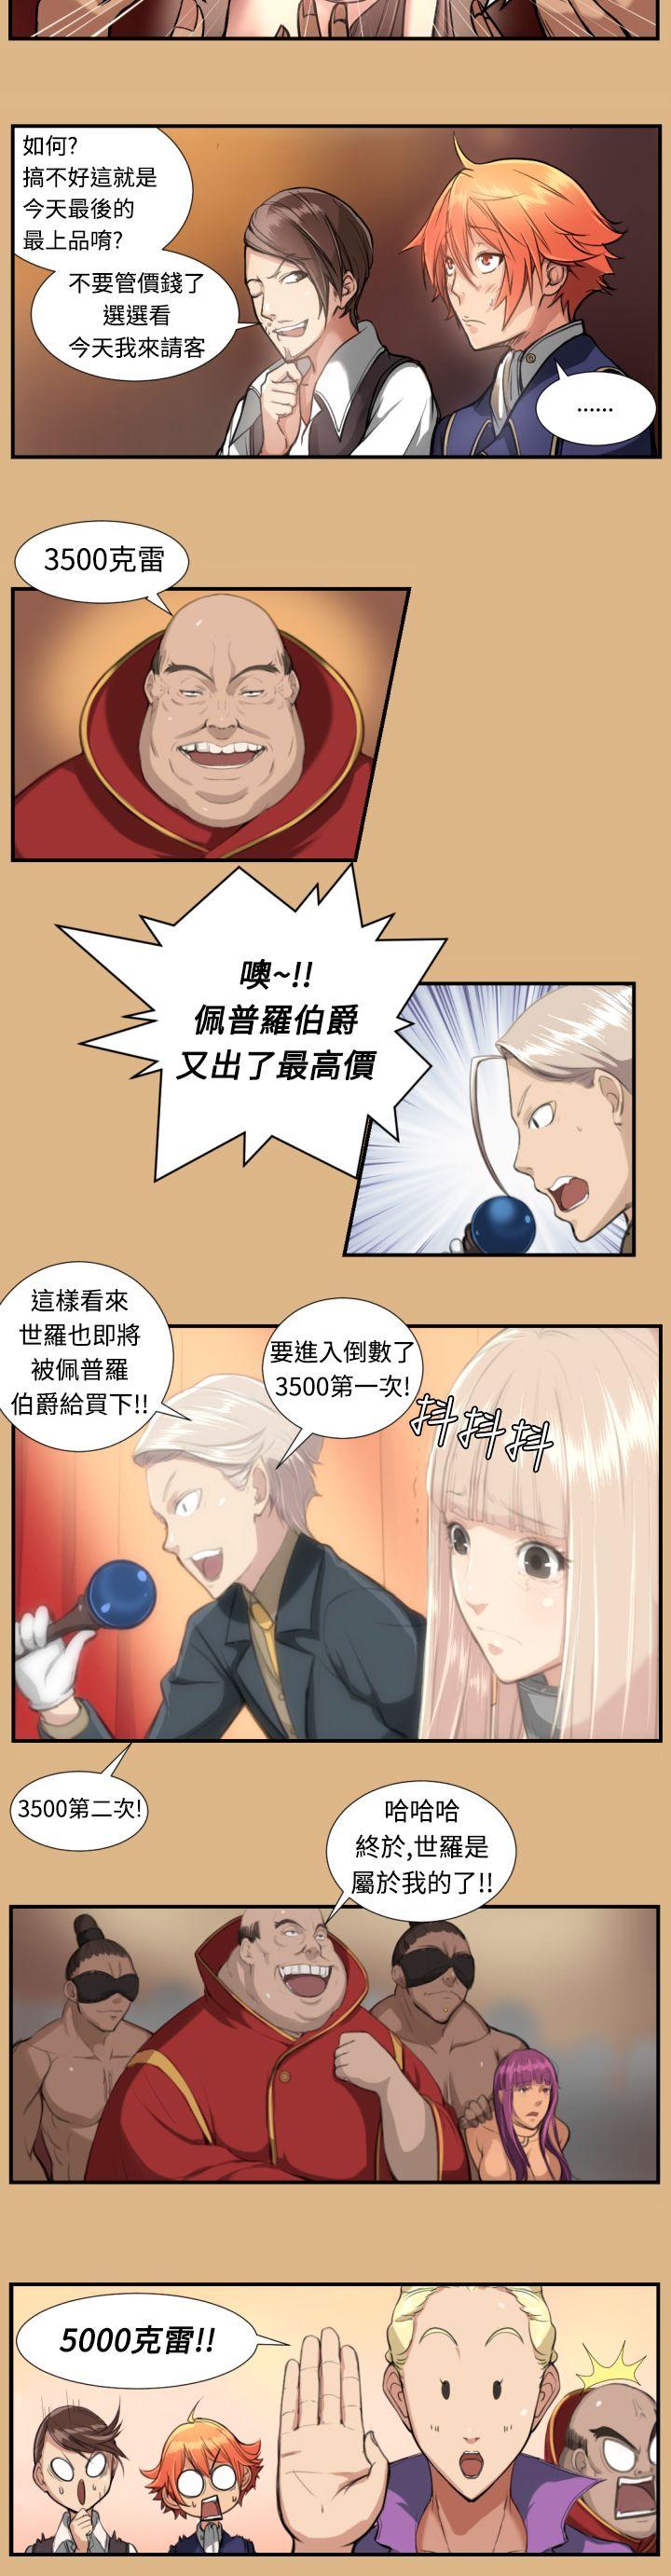 如何?
搞不好這就是
今天最後的
最上品唷?
不要管價錢了
選選看
今天我來請客
······
3500克雷
噢~!!
佩普羅伯爵
又出了最高價
這樣看來
世羅也即將
被佩普羅
伯爵給買下!!
要進入倒數了
3500第一次!
抖抖抖
3500第二次!
哈哈哈
終於,世羅是
屬於我的了!!
5000克雷!!